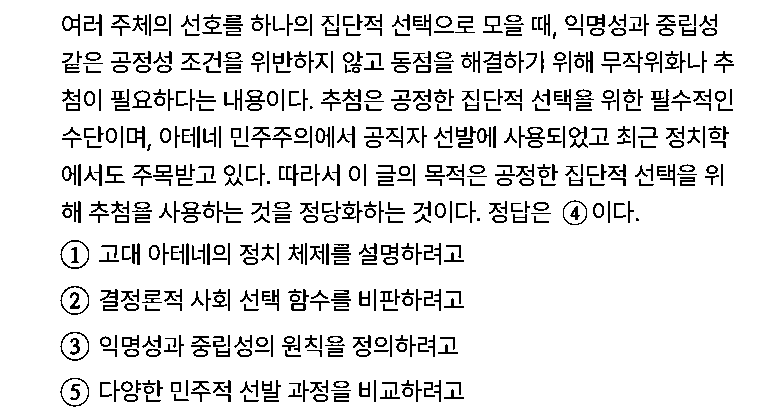 여러 주체의 선호를 하나의 집단적 선택으로 모을 때, 익명성과 중립성
같은 공정성 조건을 위반하지 않고 동점을 해결하기 위해 무작위화나 추
첨이 필요하다는 내용이다. 추첨은 공정한 집단적 선택을 위한 필수적인
수단이며, 아테네 민주주의에서 공직자 선발에 사용되었고 최근 정치학
에서도 주목받고 있다. 따라서 이 글의 목적은 공정한 집단적 선택을 위
해 추첨을 사용하는 것을 정당화하는 것이다. 정답은 ④이다.
① 고대 아테네의 정치 체제를 설명하려고
② 결정론적 사회 선택 함수를 비판하려고
③ 익명성과 중립성의 원칙을 정의하려고
⑤ 다양한 민주적 선발 과정을 비교하려고